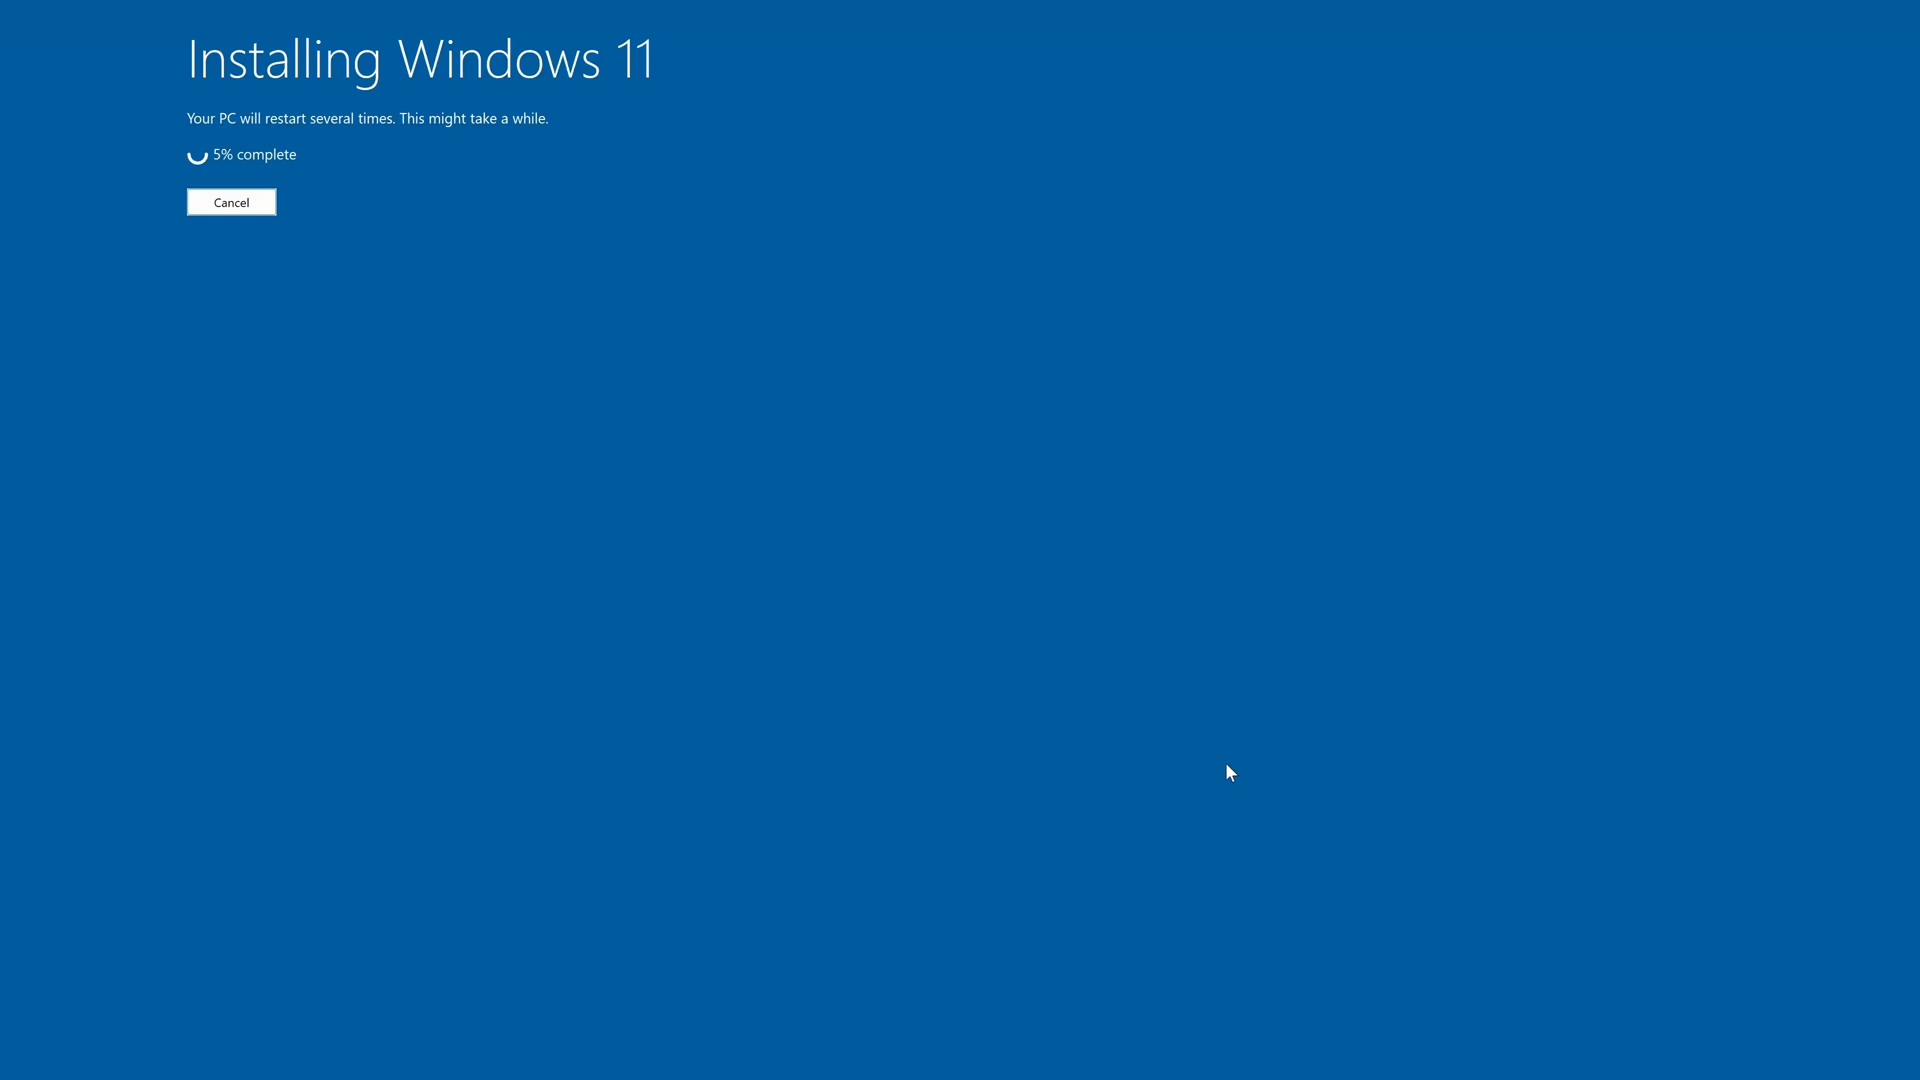 Installing Windows 11
Your PC will restart several times. This might take a while.
5% complete
Cancel